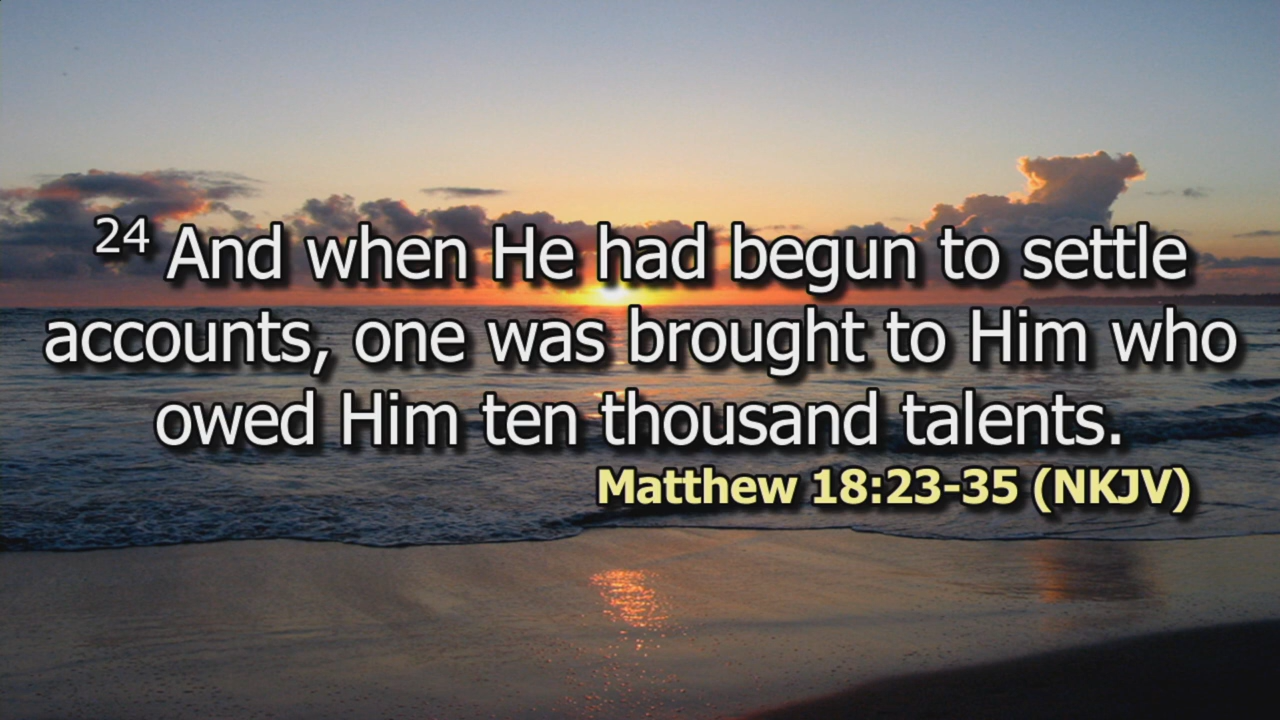 24 And when He had begun to settle
accounts, one was brought to Him who
owed Him ten thousand talents.
Matthew 18:23-35 (NKJV)